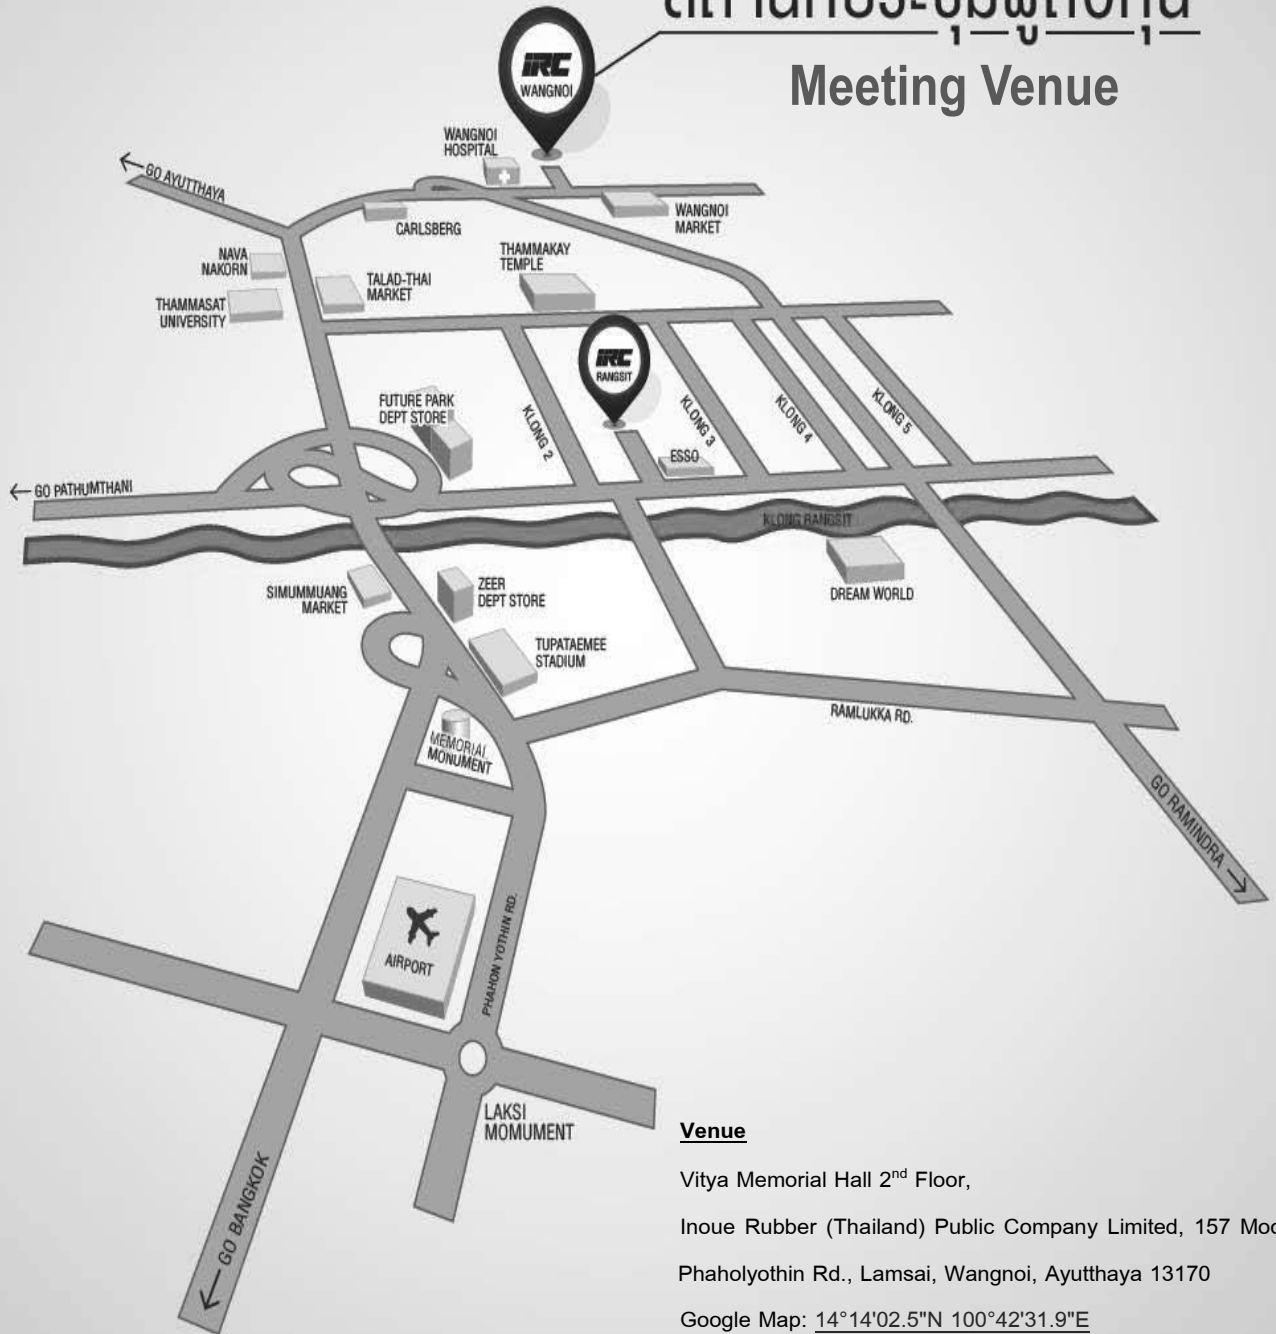 Meeting Venue
iRC
WANGNOI
WANGNOI
HOSPITAL
← GO AYUTTHAYA
WANGNOI
MARKET
CARLSBERG
NAVA
NAKORN
THAMMAKAY
TEMPLE
TALAD-THAI
MARKET
THAMMASAT
UNIVERSITY
iRC
RANGSIT
FUTURE PARK
DEPT STORE
KLONG 2
KLONG 3
KLONG 4
KLONG 5
ESSO
← GO PATHUMTHANI
KLONG RANGSIT
SIMUMMUANG
MARKET
ZEER
DEPT STORE
DREAM WORLD
TUPATAEMEE
STADIUM
RAMLUKKA RD.
MEMORIAL
MONUMENT
GO RAMINDRA →
AIRPORT
PHAHON YOTHIN RD.
LAKSI
MOMUMENT
← GO BANGKOK
Venue
Vitya Memorial Hall 2nd Floor,
Inoue Rubber (Thailand) Public Company Limited, 157
Phaholyothin Rd., Lamsai, Wangnoi, Ayutthaya 13170
Google Map: 14°14'02.5"N 100°42'31.9"E